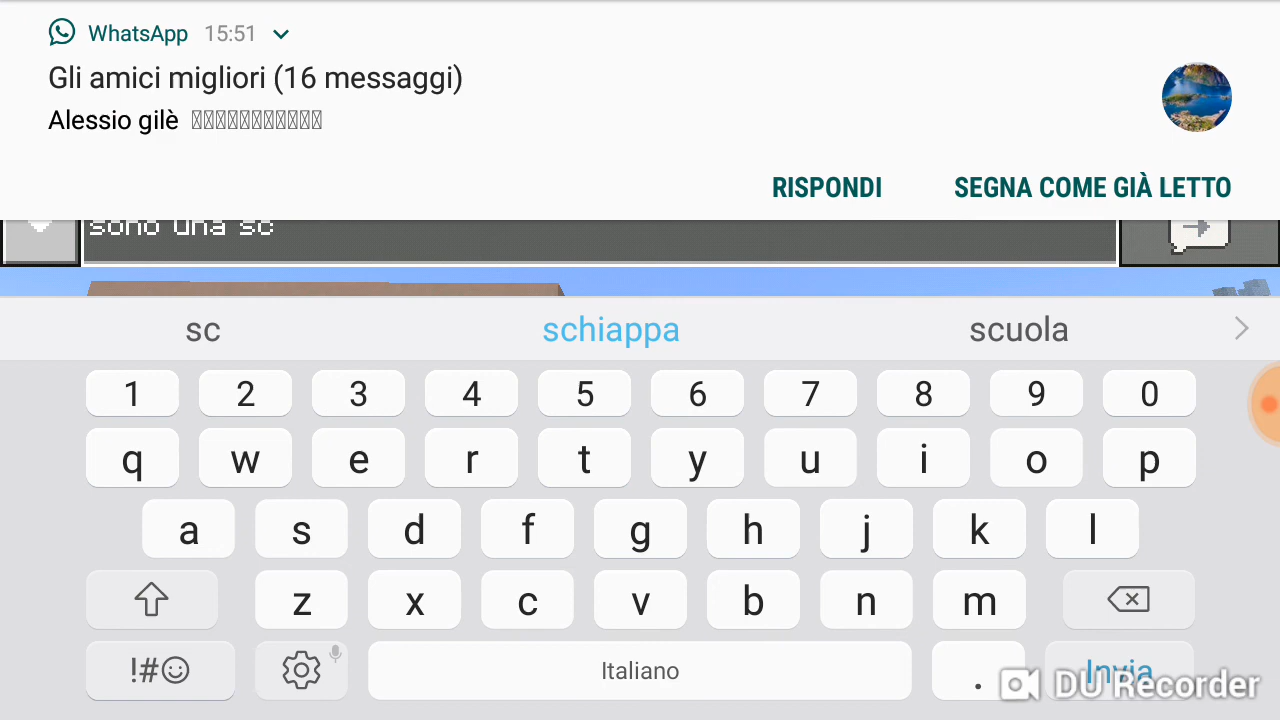 WhatsApp 15:51
Gli amici migliori (16 messaggi)
Alessio gilè
RISPONDI SEGNA COME GIÀ LETTO
sono una sc
sc schiappa scuola
1 2 3 4 5 6 7 8 9 0
q w e r t y u i o p
a s d f g h j k l
z x c v b n m
!#☺ Italiano . Invia
DU Recorder